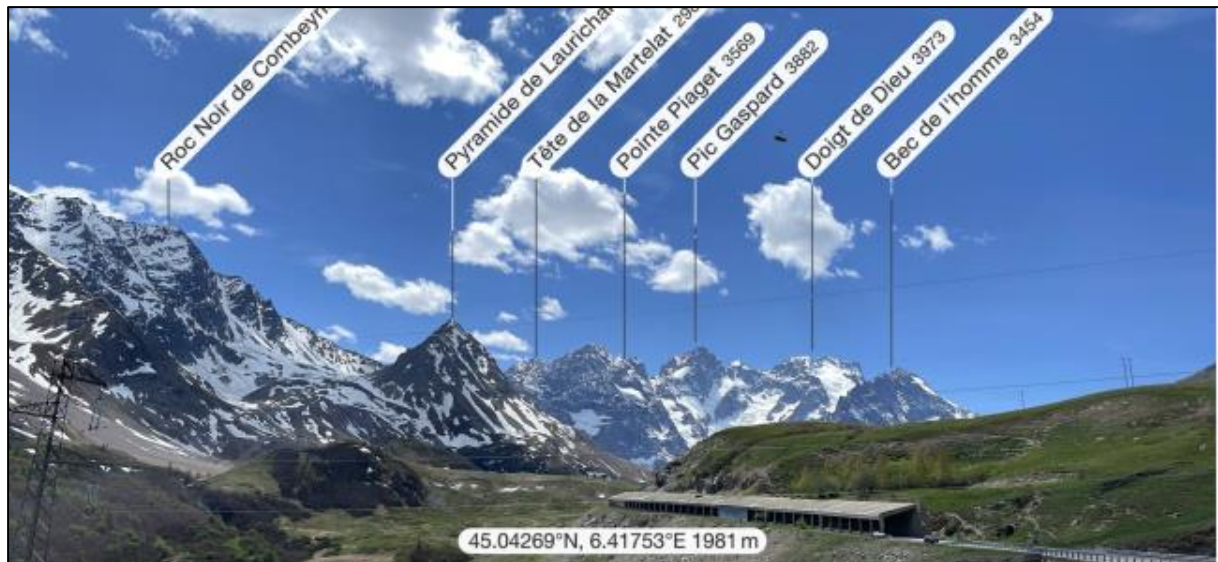 Roc Noir de Combeyn
Pyramide de Laurichar
Tête de la Martelat 298
Pointe Piaget 3569
Pic Gaspard 3882
Doigt de Dieu 3973
Bec de l'homme 3454
45.04269°N, 6.41753°E 1981 m